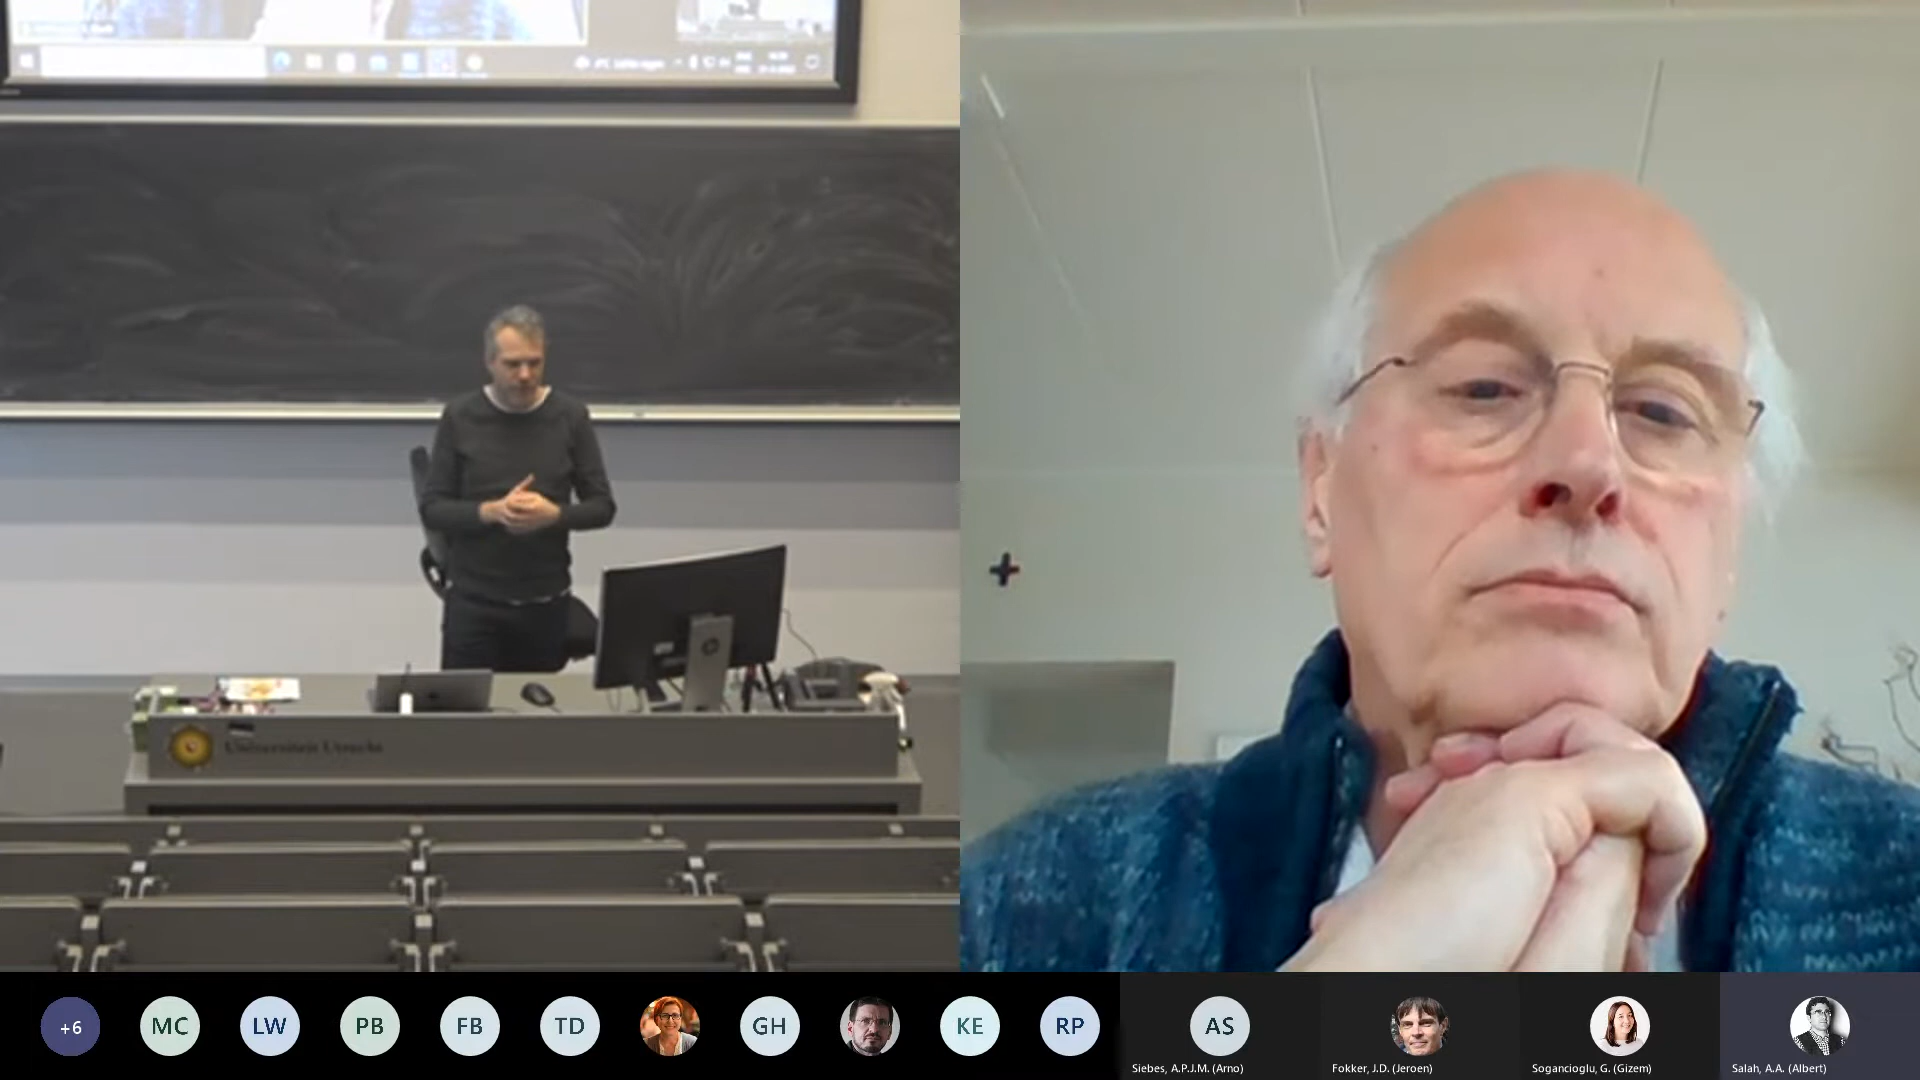 Universiteit Utrecht
+6
MC
LW
PB
FB
TD
GH
KE
RP
AS
Siebes, A.P.J.M. (Arno)
Fokker, J.D. (Jeroen)
Sogancioglu, G. (Gizem)
Salah, A.A. (Albert)